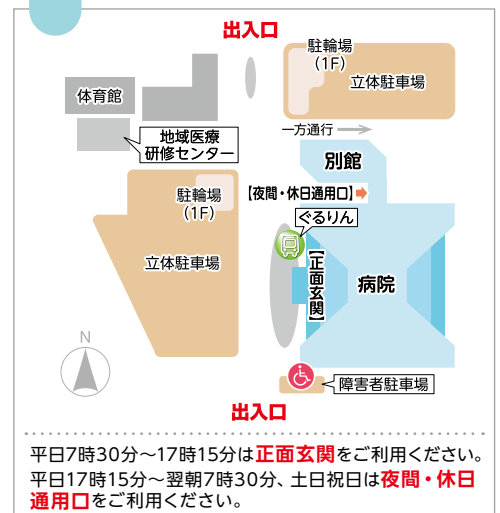 出入口
駐輪場
（1F）
立体駐車場
体育館
一方通行
地域医療
研修センター
別館
【夜間・休日通用口】
駐輪場
（1F）
ぐるりん
立体駐車場
【正面玄関】
病院
N
障害者駐車場
出入口
平日7時30分～17時15分は正面玄関をご利用ください。
平日17時15分～翌朝7時30分、土日祝日は夜間・休日
通用口をご利用ください。